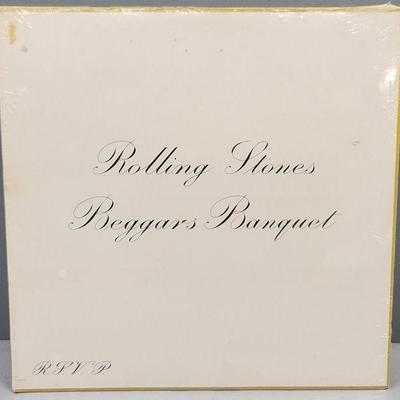 Rolling Stones
Beggars Banquet
R.S.V.P